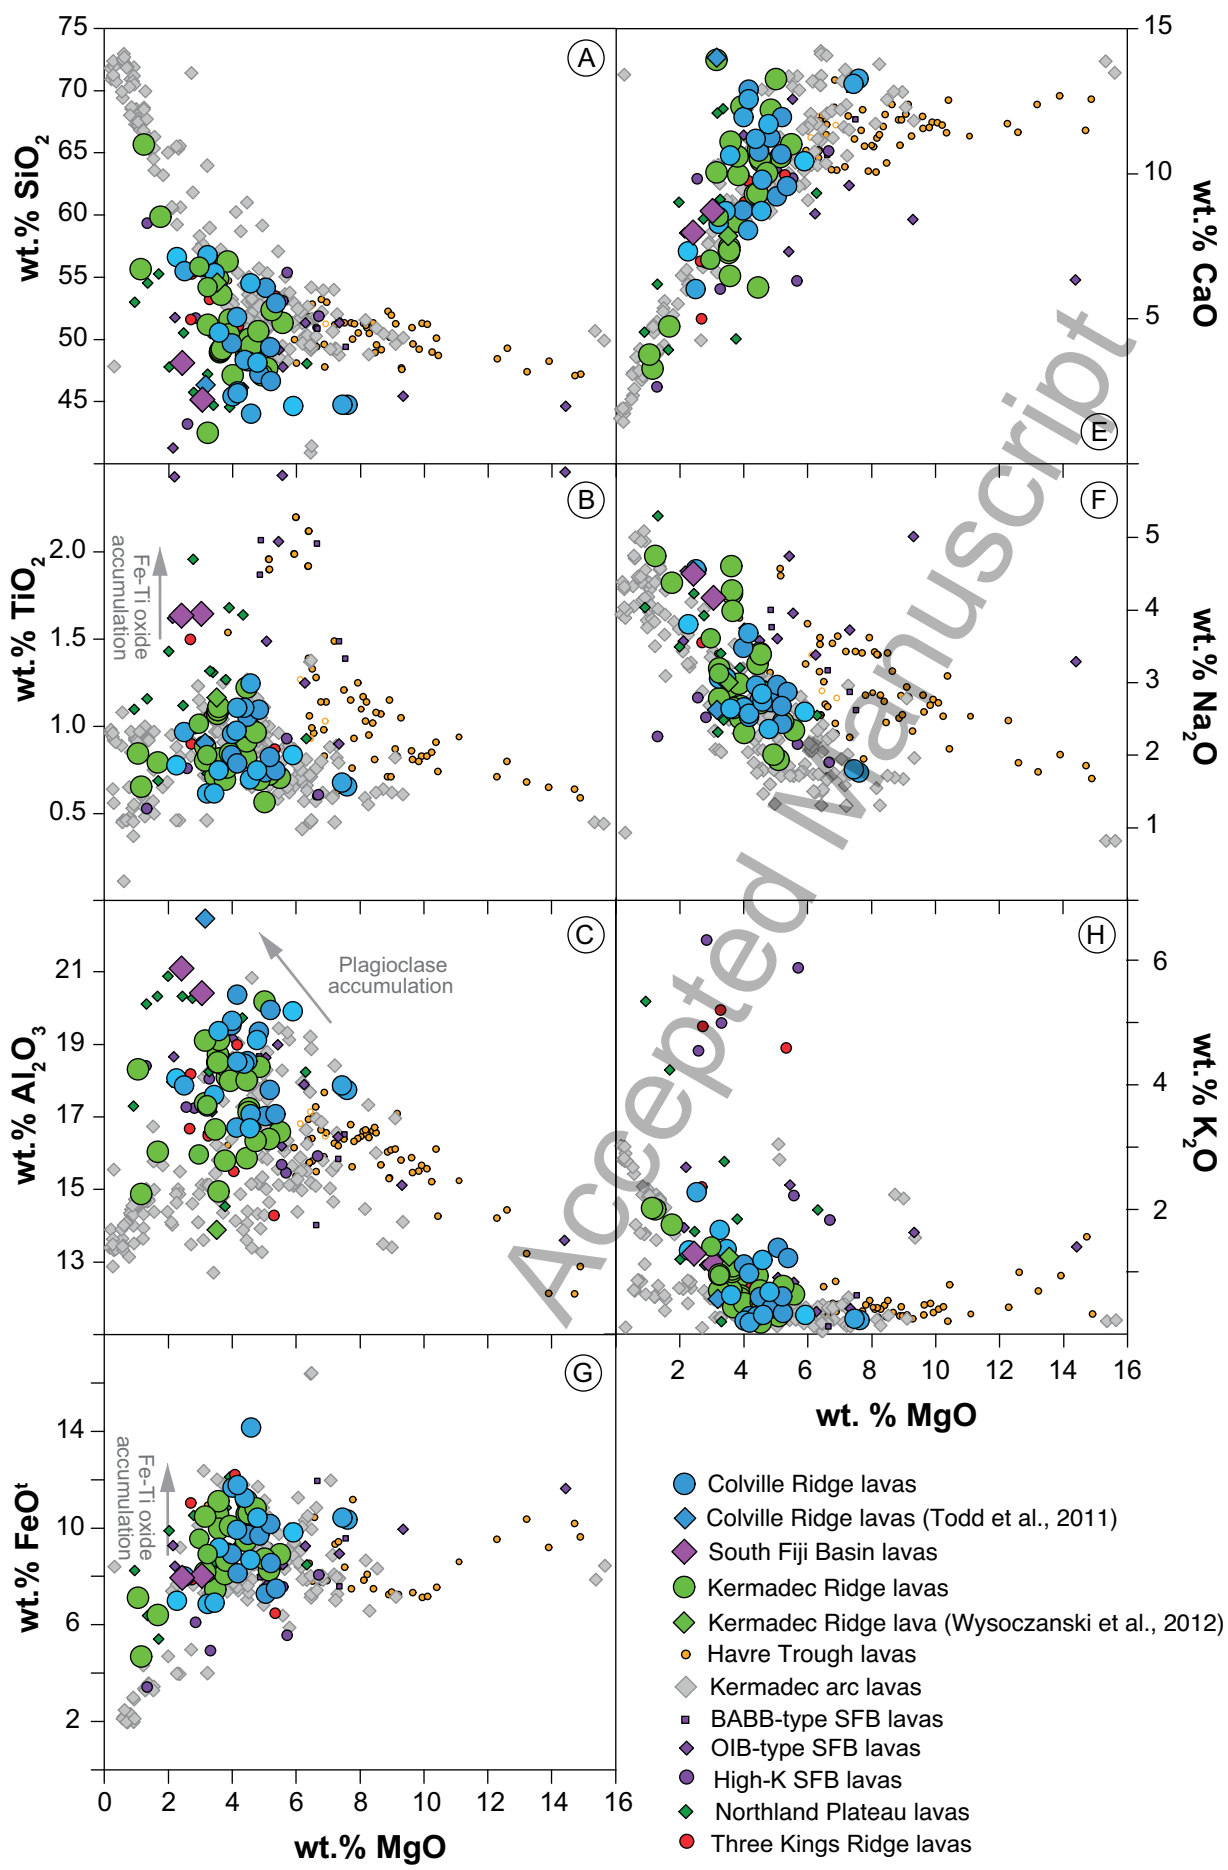 75
70
65
60
55
50
45
wt.% SiO2
A
15
10
5
wt.% CaO
E
2.0
1.5
1.0
0.5
wt.% TiO2
Fe-Ti oxide
accumulation
B
5
4
3
2
1
wt.% Na2O
F
21
19
17
15
13
wt.% Al2O3
Plagioclase
accumulation
C
6
4
2
wt.% K2O
H
2 4 6 8 10 12 14 16
wt. % MgO
14
10
6
2
wt.% FeOt
Fe-Ti oxide
accumulation
G
0 2 4 6 8 10 12 14 16
wt.% MgO
Colville Ridge lavas
Colville Ridge lavas (Todd et al., 2011)
South Fiji Basin lavas
Kermadec Ridge lavas
Kermadec Ridge lava (Wysoczanski et al., 2012)
Havre Trough lavas
Kermadec arc lavas
BABB-type SFB lavas
OIB-type SFB lavas
High-K SFB lavas
Northland Plateau lavas
Three Kings Ridge lavas
Accepted Manuscript